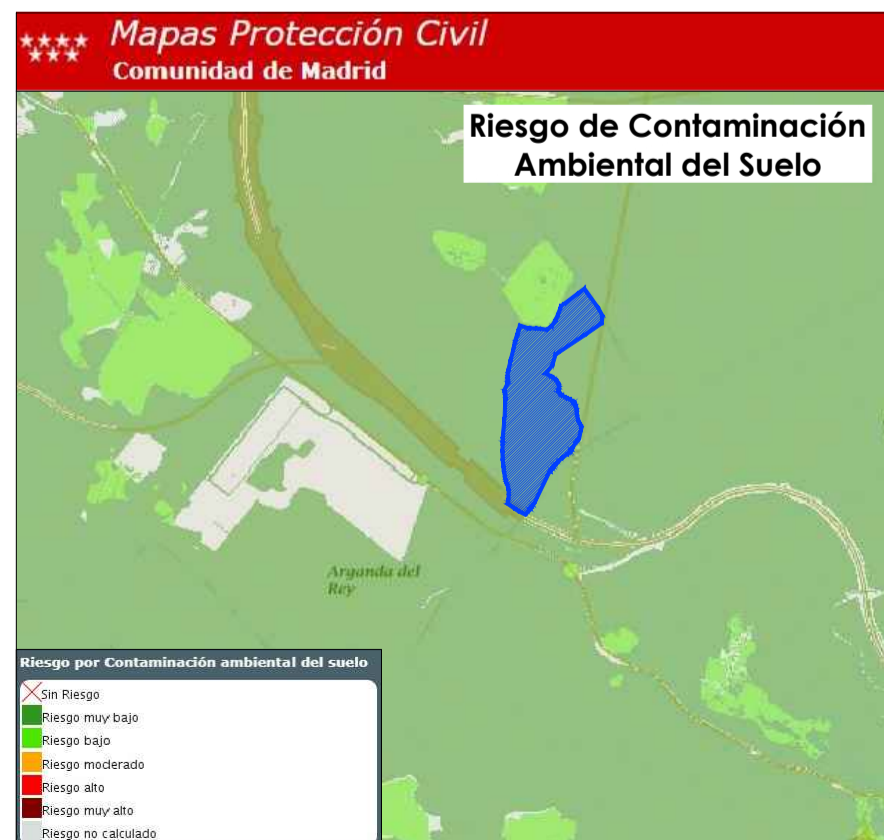 Mapas Protección Civil
Comunidad de Madrid
Riesgo de Contaminación
Ambiental del Suelo
Arganda del
Rey
Riesgo por Contaminación ambiental del suelo
Sin Riesgo
Riesgo muy bajo
Riesgo bajo
Riesgo moderado
Riesgo alto
Riesgo muy alto
Riesgo no calculado